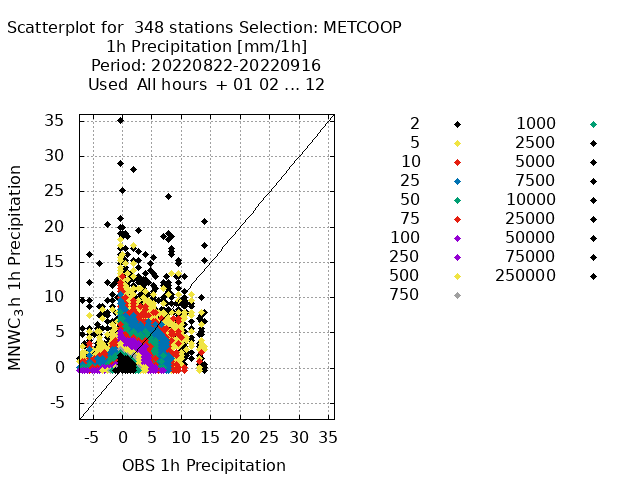 Scatterplot for  348 stations Selection: METCOOP
1h Precipitation [mm/1h]
Period: 20220822-20220916
Used  All hours  + 01 02 ... 12
35
30
25
20
15
10
5
0
-5
MNWC3h 1h Precipitation
-5 0 5 10 15 20 25 30 35
OBS 1h Precipitation
2 1000
5 2500
10 5000
25 7500
50 10000
75 25000
100 50000
250 75000
500 250000
750